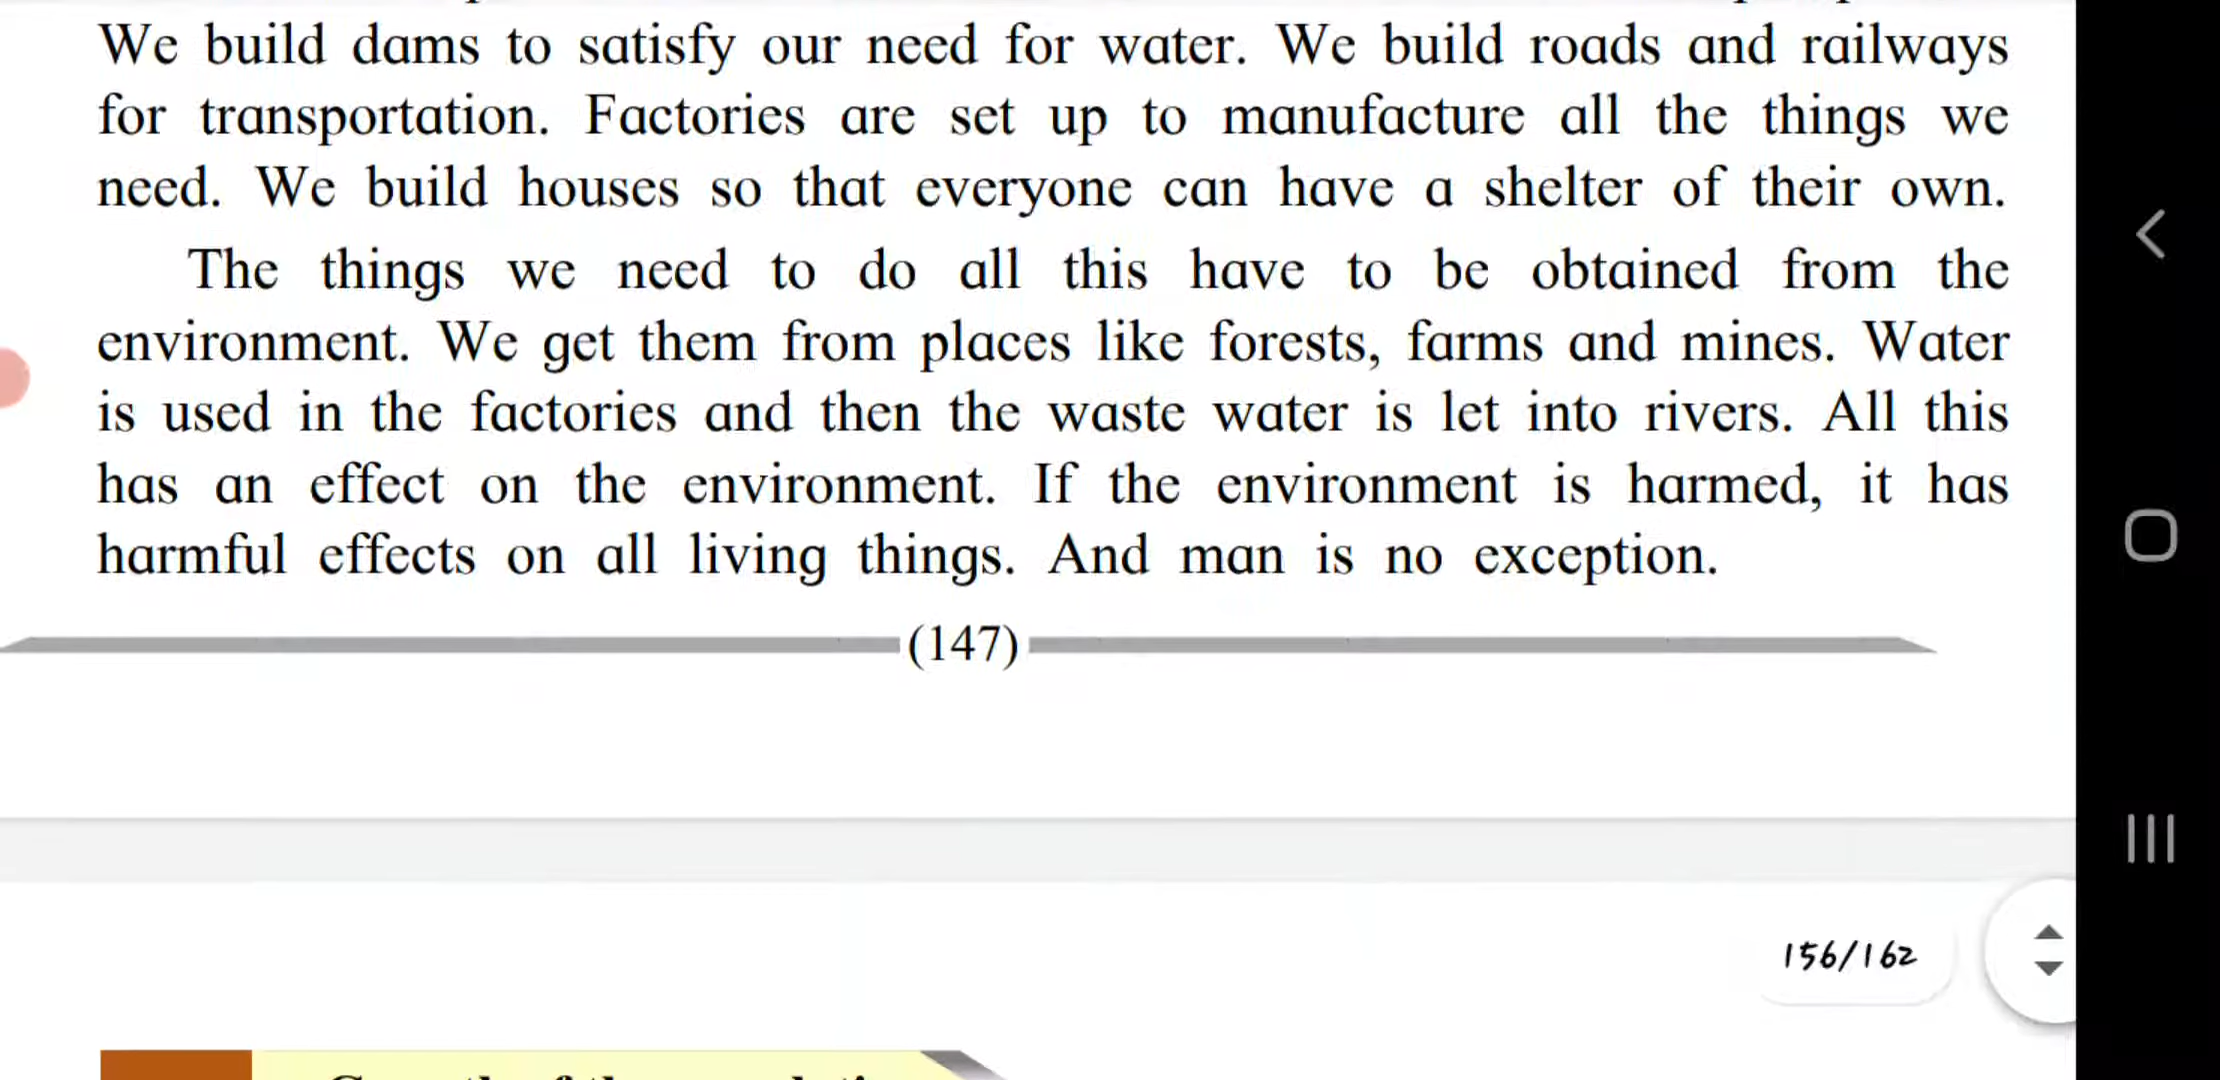 We build dams to satisfy our need for water. We build roads and railways
for transportation. Factories are set up to manufacture all the things we
need. We build houses so that everyone can have a shelter of their own.
The things we need to do all this have to be obtained from the
environment. We get them from places like forests, farms and mines. Water
is used in the factories and then the waste water is let into rivers. All this
has an effect on the environment. If the environment is harmed, it has
harmful effects on all living things. And man is no exception.
(147)
156/162